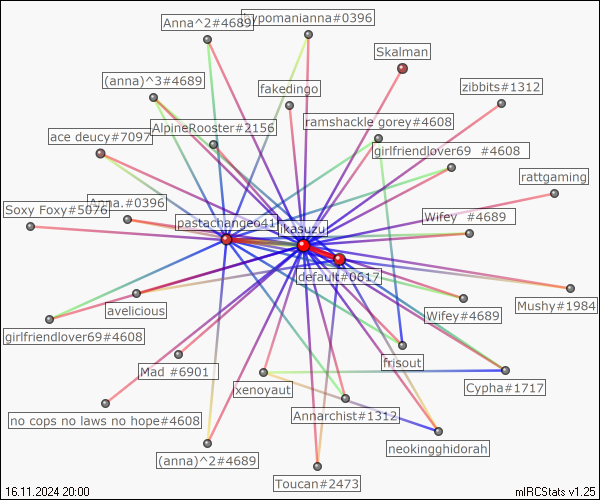 Anna^2#4689
hypomanianna#0396
Skalman
(anna)^3#4689
fakedingo
zibbits#1312
AlpineRooster#2156
ramshackle gorey#4608
ace deucy#7097
girlfriendlover69 #4608
rattgaming
Anna.#0396
Soxy Foxy#5076
pastachangeo41
ikasuzu
Wifey #4689
default#0617
avelicious
Wifey#4689
Mushy#1984
girlfriendlover69#4608
Mad #6901
frisout
xenoyaut
Cypha#1717
no cops no laws no hope#4608
Annarchist#1312
neokingghidorah
(anna)^2#4689
Toucan#2473
16.11.2024 20:00
mIRCStats v1.25